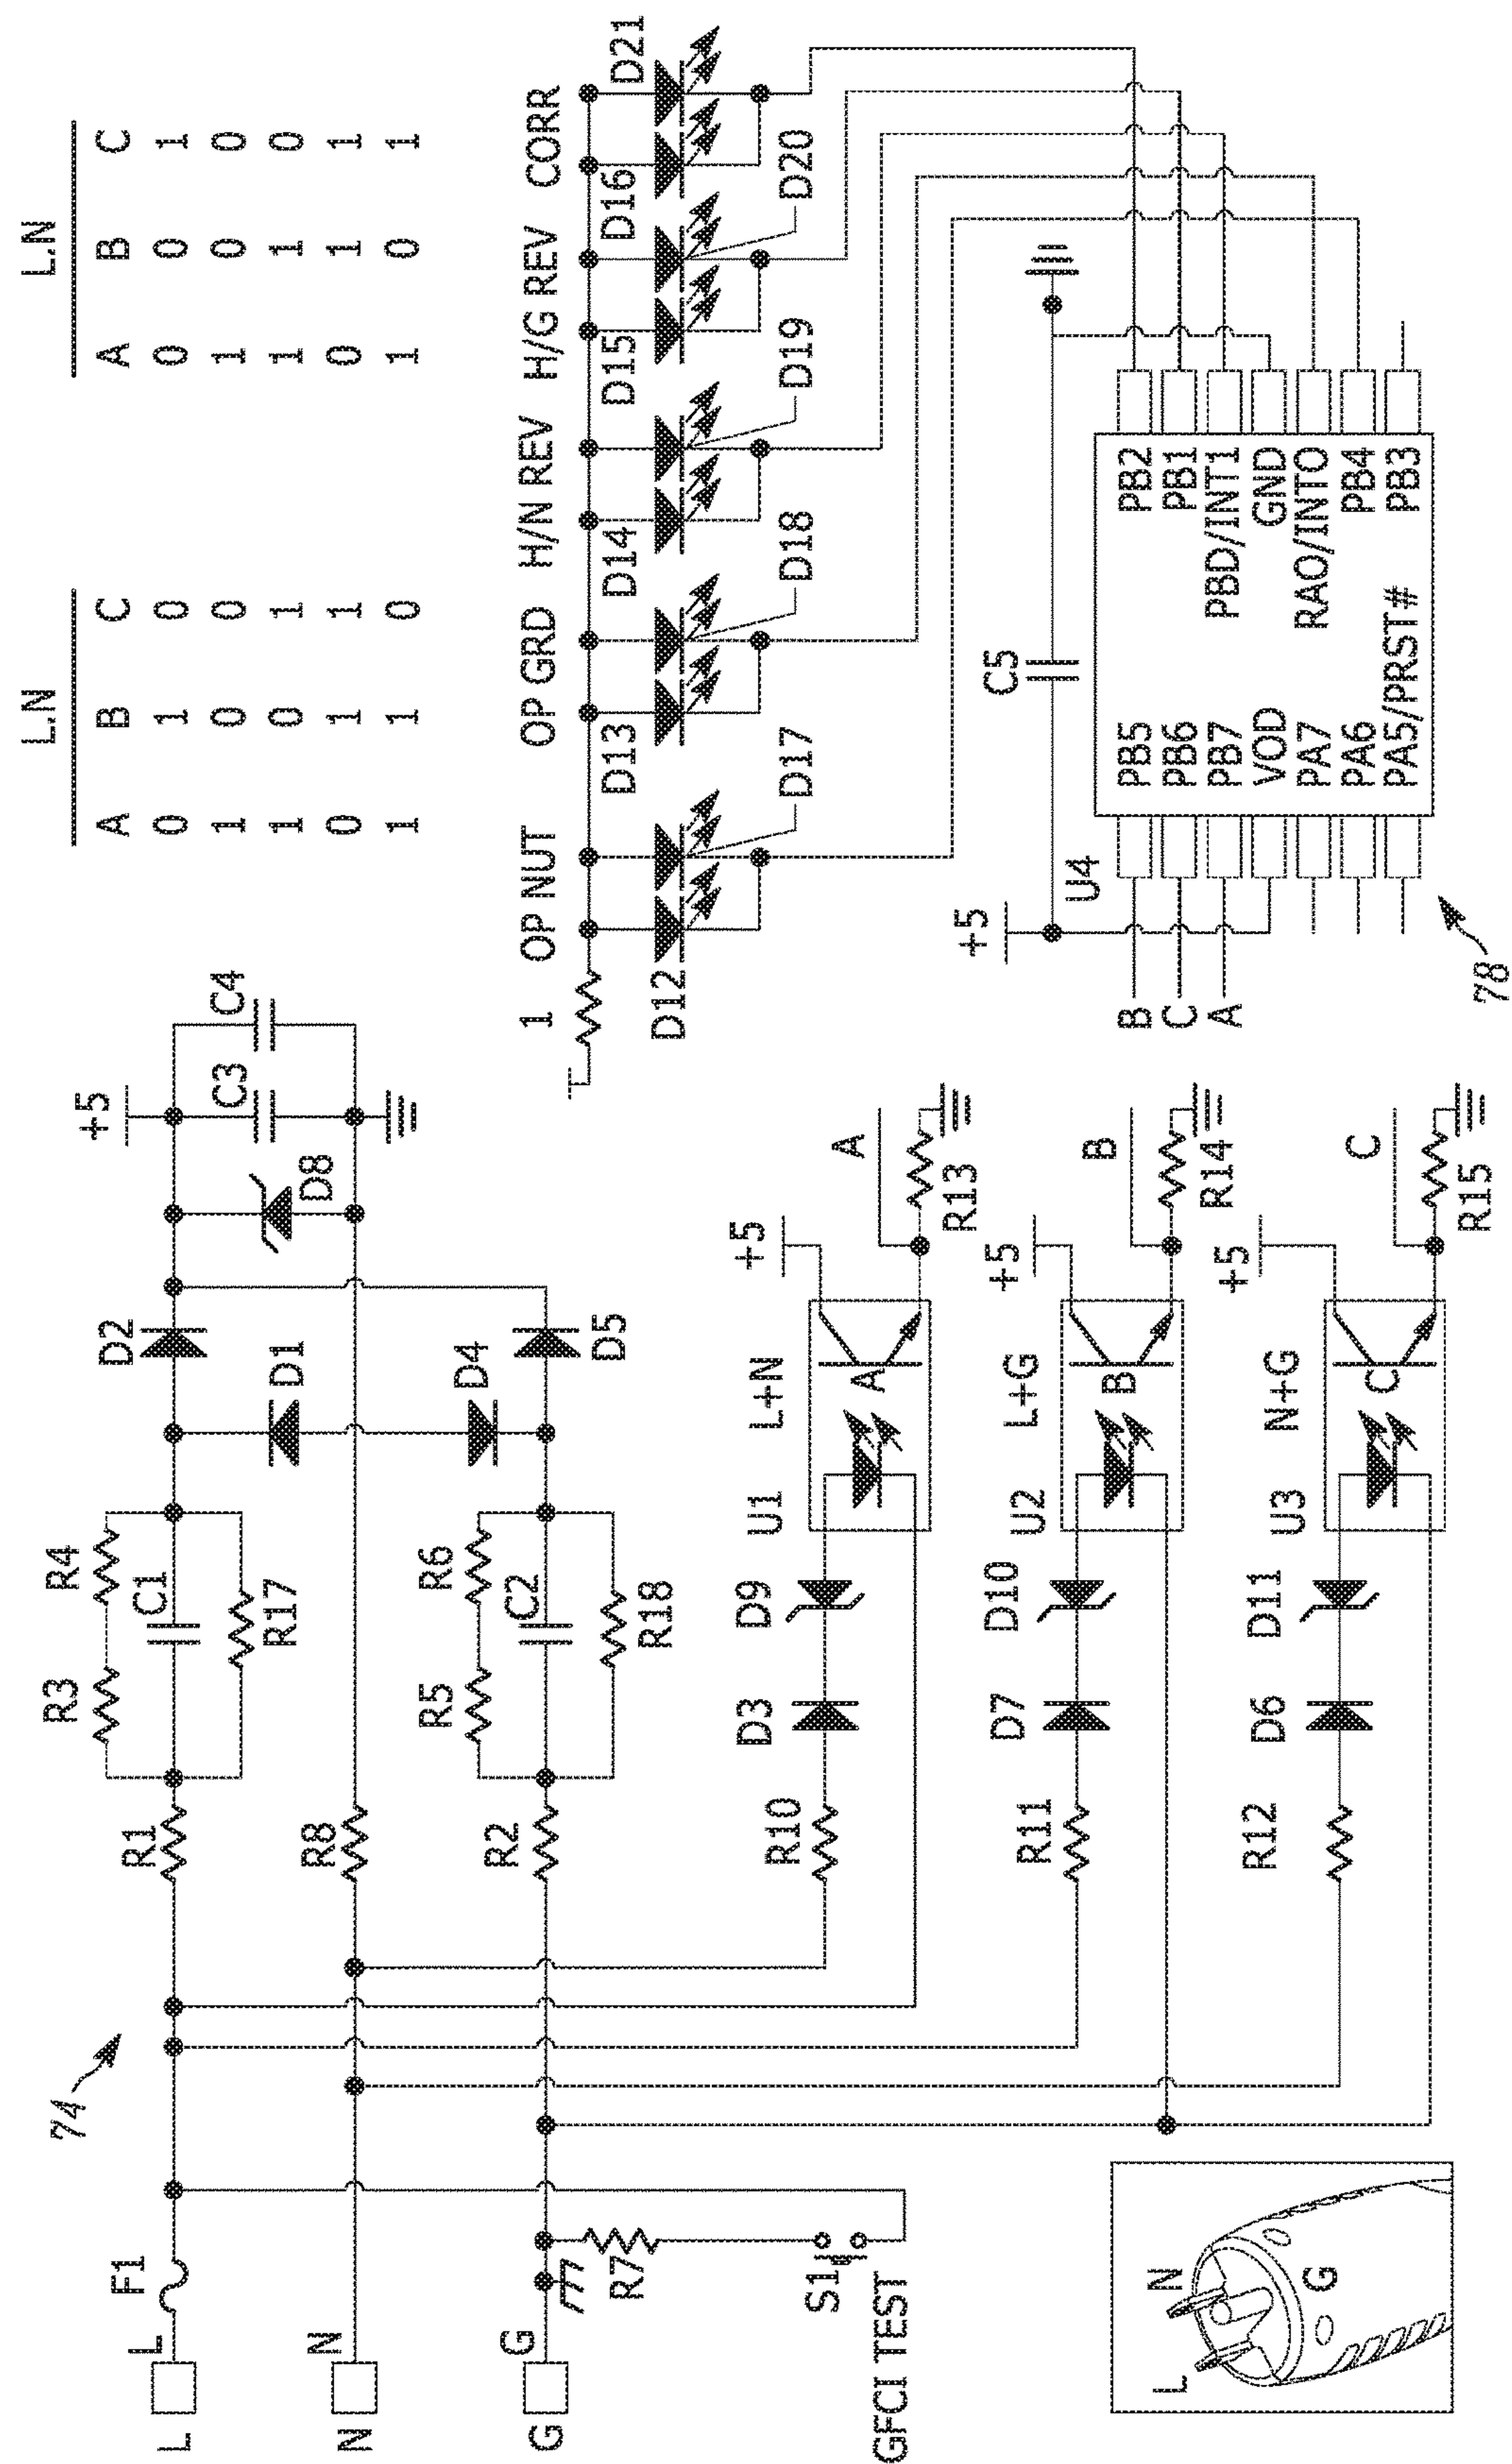 74
L
L
F1
N
N
G
G
R7
S1
GFCI TEST
L
N
G
R1
R3
R4
C1
R17
D2
D1
R8
D4
D5
R2
R5
R6
C2
R18
D8
+5
C3
C4
R10
D3
D9
U1
L+N
A
+5
A
R13
R11
D7
D10
U2
L+G
B
+5
B
R14
R12
D6
D11
U3
N+G
C
+5
C
R15
L.N
A B C
0 1 0
1 0 0
1 0 1
0 1 1
1 1 0
L.N
A B C
0 0 1
1 0 0
1 1 0
0 1 1
1 0 1
1
OP NUT
OP GRD
H/N REV
H/G REV
CORR
D12
D13
D14
D15
D16
D21
D17
D18
D19
D20
+5
C5
U4
B
C
A
PB5
PB2
PB6
PB1
PB7
PBD/INT1
VOD
GND
PA7
RAO/INTO
PA6
PB4
PA5/PRST#
PB3
78